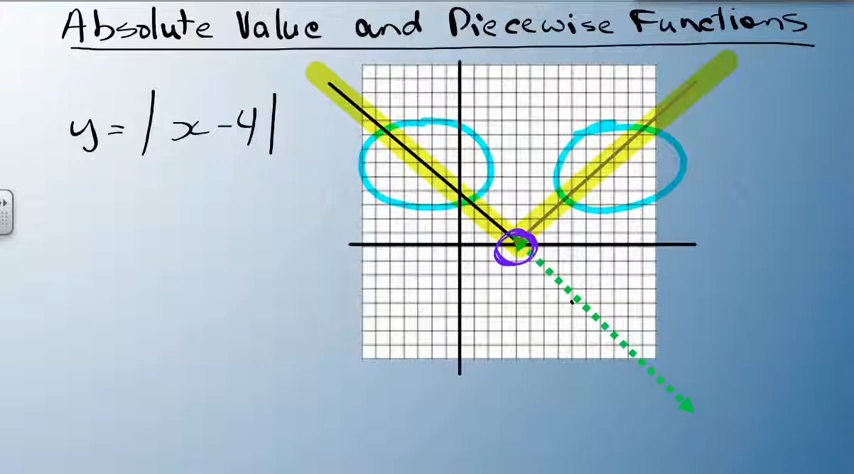 Absolute Value and Piecewise Functions
y = | x - 4 |